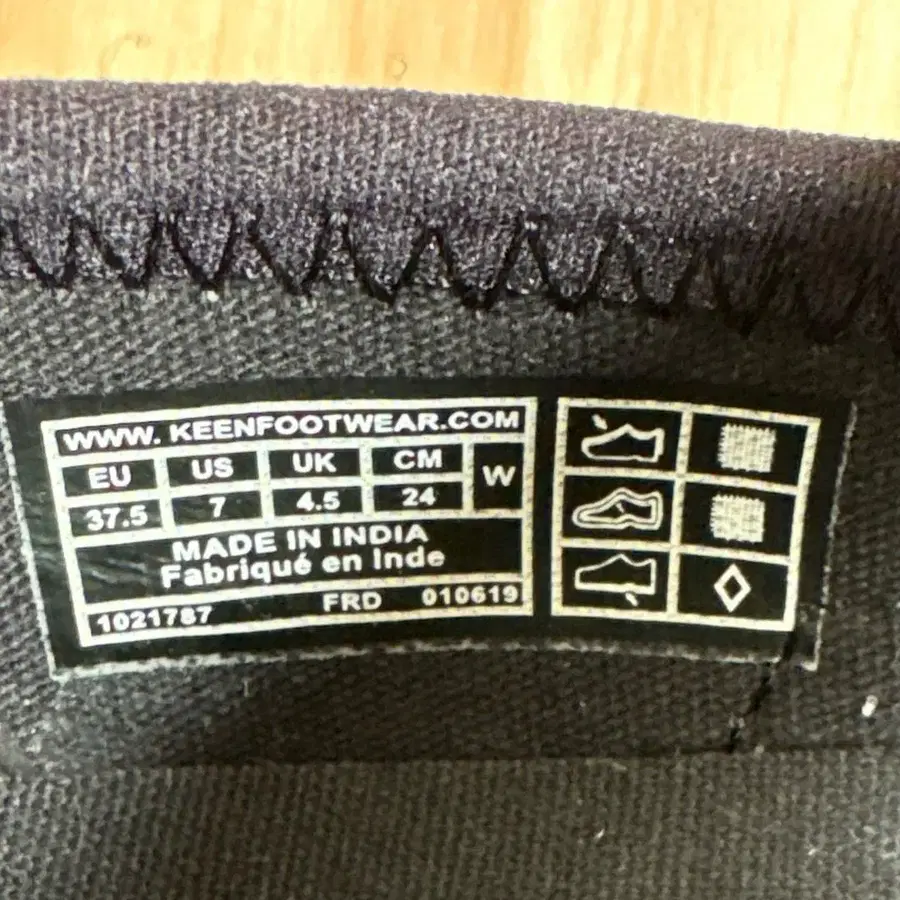 WWW. KEENFOOTWEAR.COM
EU US UK CM W
37.5 7 4.5 24
MADE IN INDIA
Fabriqué en Inde
1021787 FRD 010619